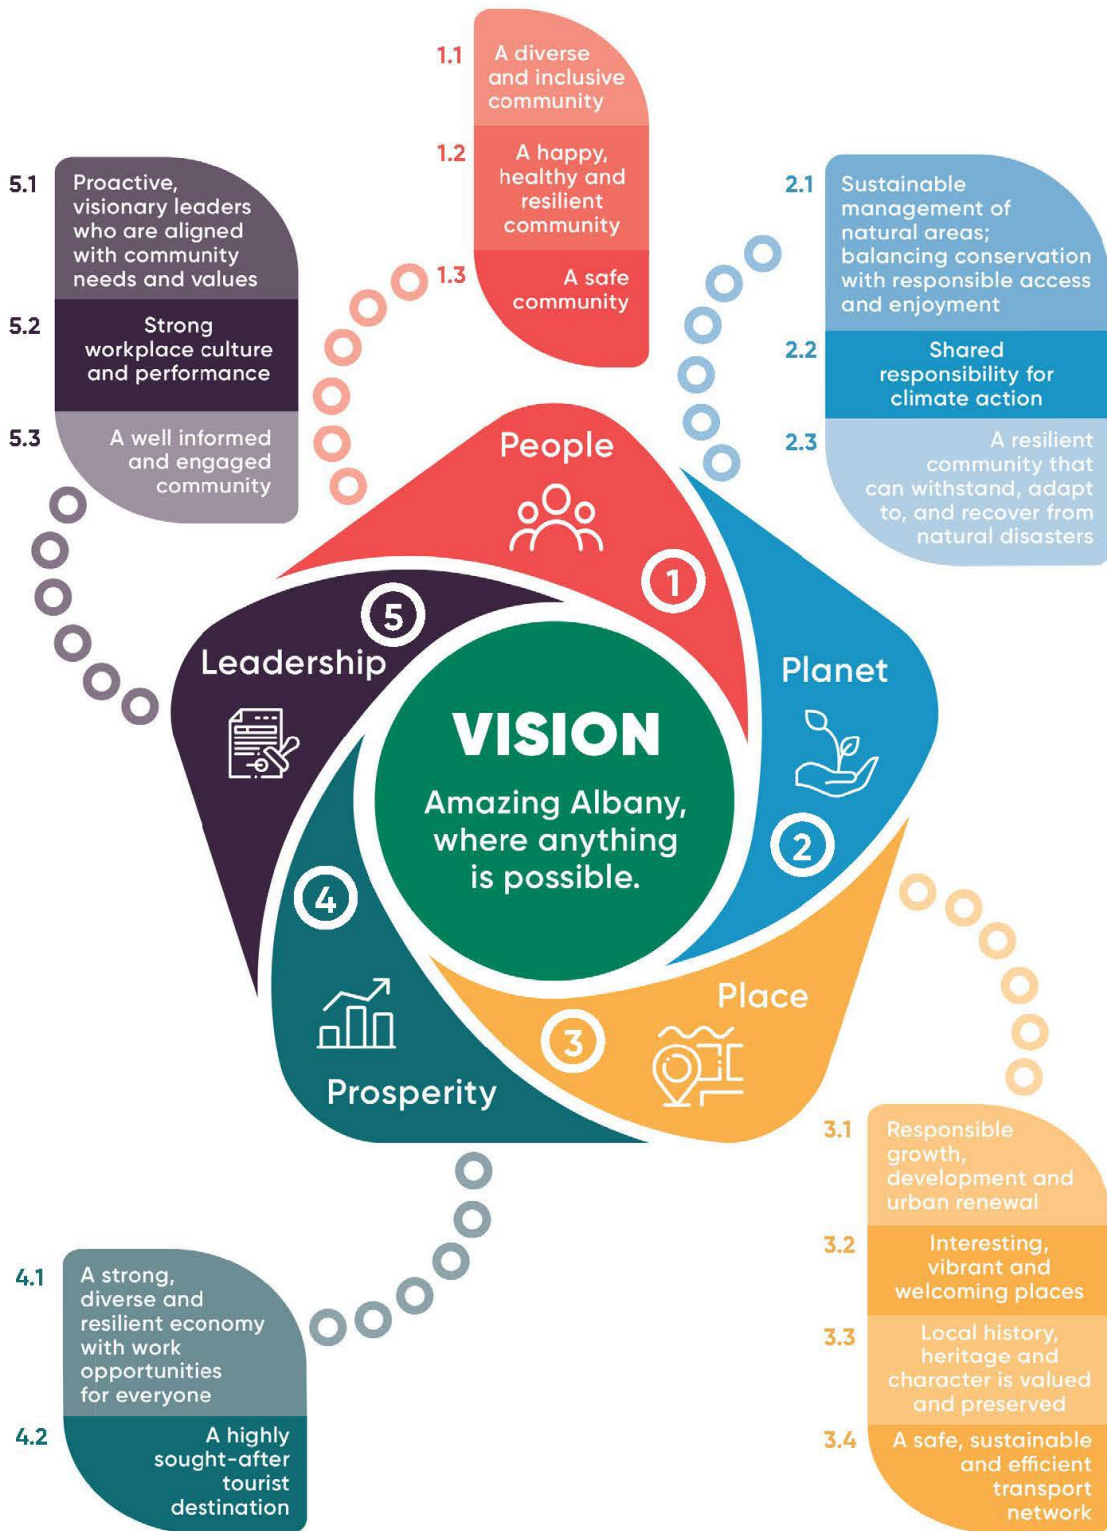 1.1
A diverse
and inclusive
community
1.2
A happy,
healthy and
resilient
community
1.3
A safe
community
5.1
Proactive,
visionary leaders
who are aligned
with community
needs and values
5.2
Strong
workplace culture
and performance
5.3
A well informed
and engaged
community
2.1
Sustainable
management of
natural areas;
balancing conservation
with responsible access
and enjoyment
2.2
Shared
responsibility for
climate action
2.3
A resilient
community that
can withstand, adapt
to, and recover from
natural disasters
People
1
5
Leadership
Planet
2
VISION
Amazing Albany,
where anything
is possible.
4
Prosperity
3
Place
3.1
Responsible
growth,
development and
urban renewal
3.2
Interesting,
vibrant and
welcoming places
3.3
Local history,
heritage and
character is valued
and preserved
3.4
A safe, sustainable
and efficient
transport
network
4.1
A strong,
diverse and
resilient economy
with work
opportunities
for everyone
4.2
A highly
sought-after
tourist
destination